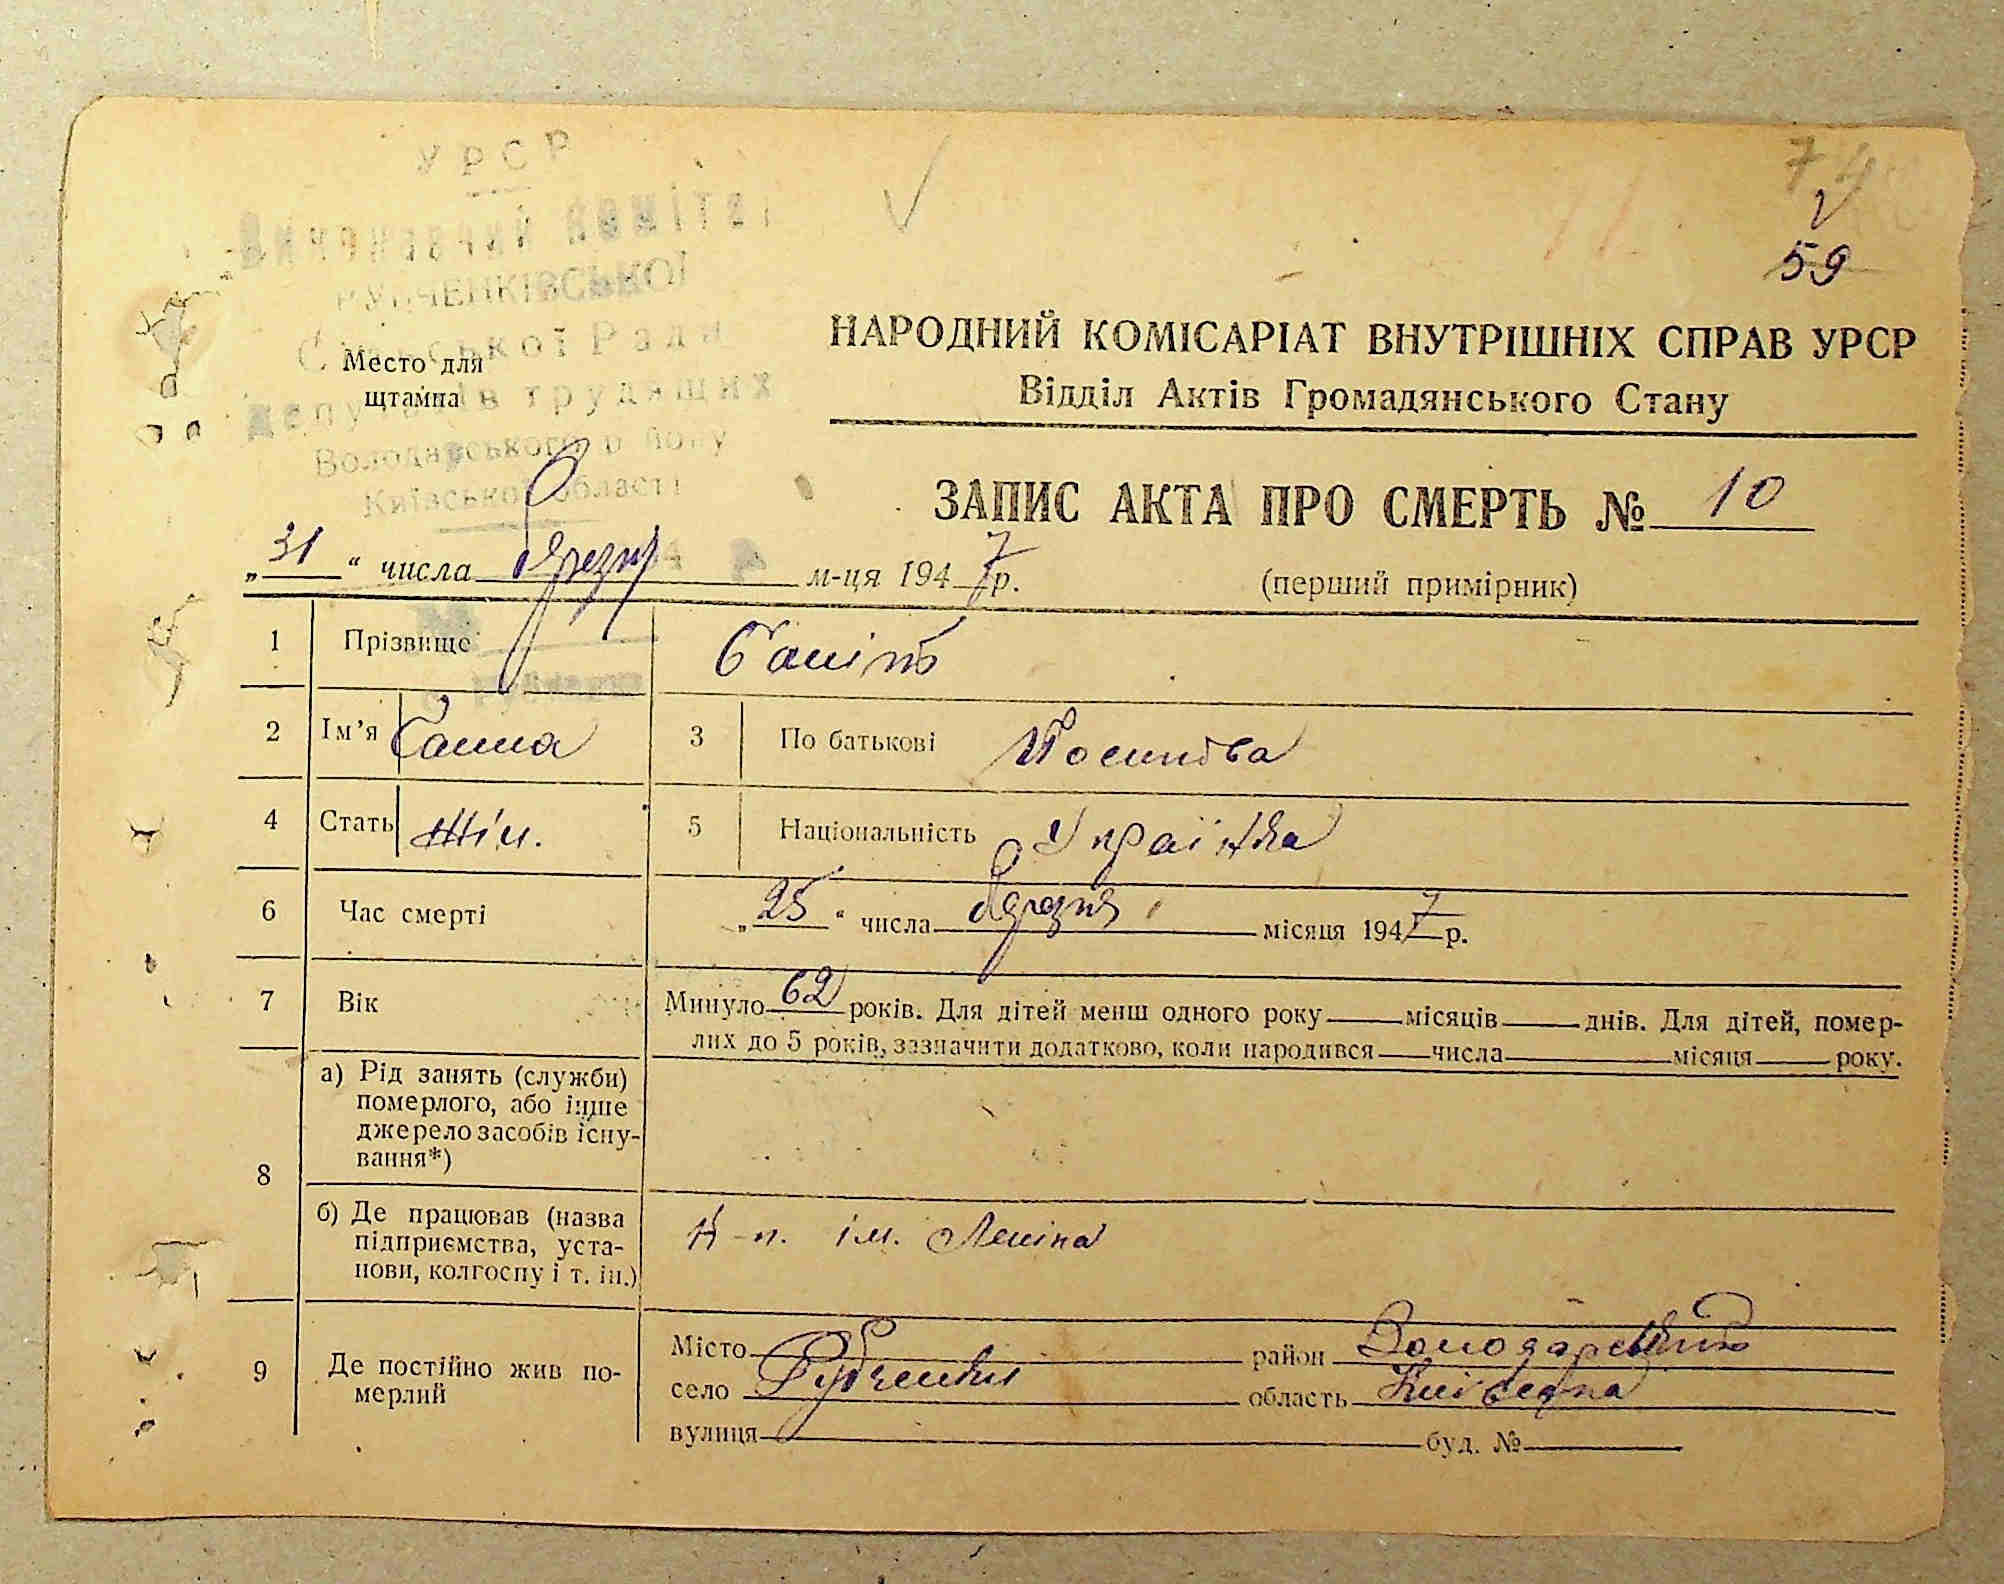 УРСР
Виконавчий комітет
РУДЧЕНКІВСЬКОЇ
Сільської Ради
депутатів трудящих
Володарського району
Київської області
Место для
штампа
74
59
НАРОДНИЙ КОМІСАРІАТ ВНУТРІШНІХ СПРАВ УРСР
Відділ Актів Громадянського Стану
ЗАПИС АКТА ПРО СМЕРТЬ № 10
„31“ числа березня м-ця 1947 р.
(перший примірник)
1 Прізвище
2 Ім'я Ганна 3 По батькові
4 Стать жін. 5 Національність Українка
6 Час смерті „25“ числа березня місяця 1947 р.
7 Вік Минуло 62 років. Для дітей менш одного року — місяців — днів. Для дітей, помер-
лих до 5 років, зазначити додатково, коли народився — числа — місяця — року.
8 а) Рід занять (служби)
померлого, або інше
джерело засобів існу-
вання*)
б) Де працював (назва
підприємства, уста-
нови, колгоспу і т. ін.)
К-п. ім. Леніна
9 Де постійно жив по-
мерлий
Місто район Володарський
село Рубченки область Київська
вулиця буд. №